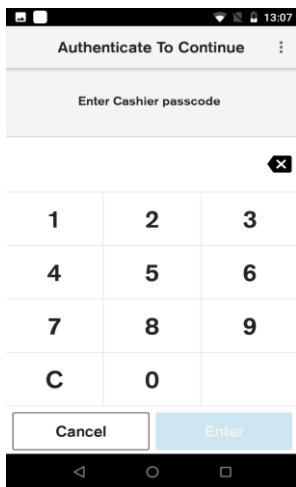 13:07
Authenticate To Continue
Enter Cashier passcode
1 2 3
4 5 6
7 8 9
C 0
Cancel Enter